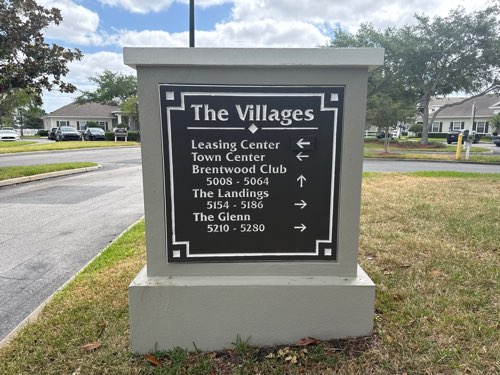 The Villages
Leasing Center ←
Town Center ←
Brentwood Club
5008 - 5064 ↑
The Landings
5154 - 5186 →
The Glenn
5210 - 5280 →